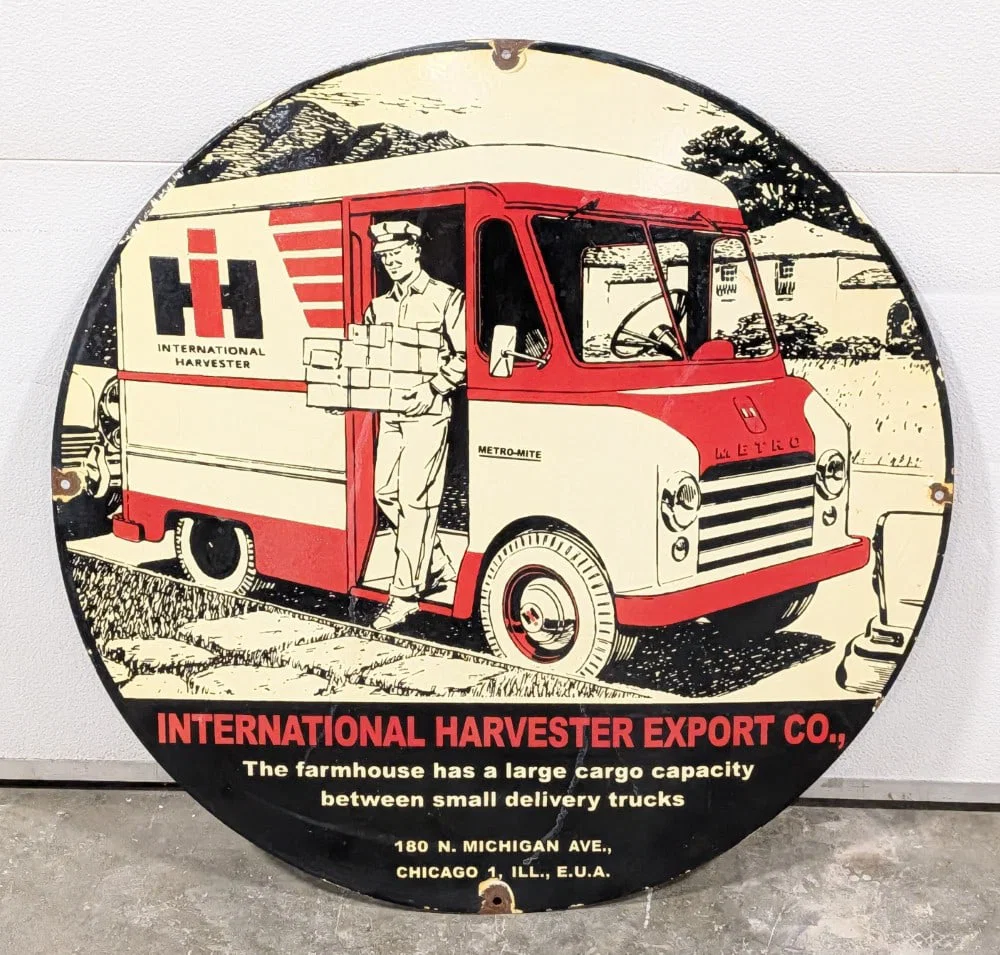 IH
INTERNATIONAL
HARVESTER
METRO-MITE
METRO
INTERNATIONAL HARVESTER EXPORT CO.,
The farmhouse has a large cargo capacity
between small delivery trucks
180 N. MICHIGAN AVE.,
CHICAGO 1, ILL., E.U.A.